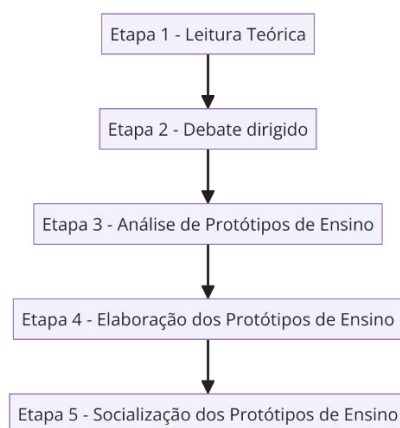 Etapa 1 - Leitura Teórica
Etapa 2 - Debate dirigido
Etapa 3 - Análise de Protótipos de Ensino
Etapa 4 - Elaboração dos Protótipos de Ensino
Etapa 5 - Socialização dos Protótipos de Ensino